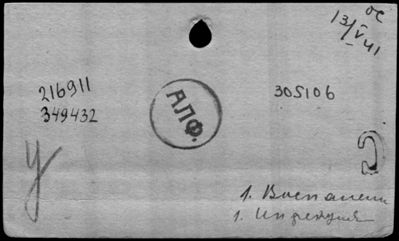 ос
13/V 41
216911
349432
АЛФ.
305106
У
1. Воспален
1. Инфекция